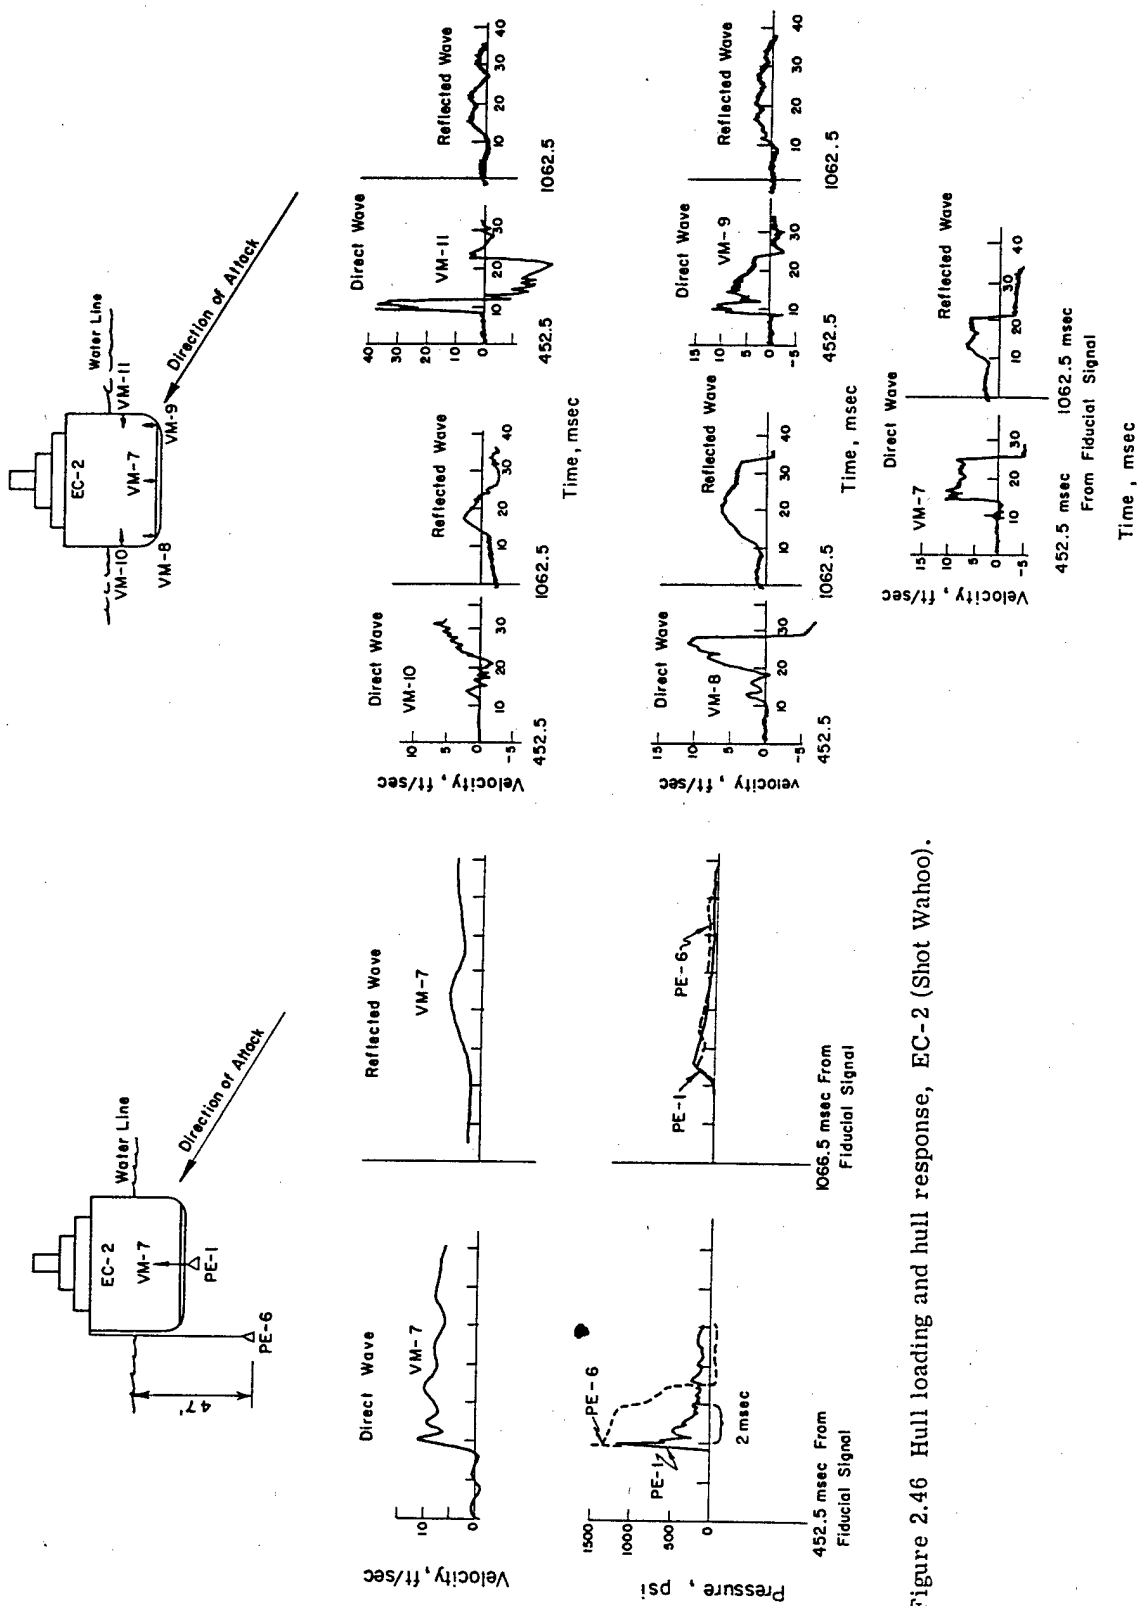 EC-2
VM-7
PE-1
PE-6
47'
Water Line
Direction of Attack
Velocity, ft/sec
10
0
Direct Wave
VM-7
Reflected Wave
VM-7
Pressure, psi
1500
1000
500
0
PE-6
PE-1
2 msec
452.5 msec From
Fiducial Signal
PE-1
PE-6
1066.5 msec From
Fiducial Signal
EC-2
VM-10
VM-7
VM-11
VM-8
VM-9
Water Line
Direction of Attack
Velocity, ft/sec
10
5
0
-5
Direct Wave
VM-10
10 20 30
452.5
Reflected Wave
10 20 30 40
1062.5
Direct Wave
VM-11
40
30
20
10
0
10 20 30
452.5
Reflected Wave
10 20 30 40
1062.5
Time, msec
velocity, ft/sec
15
10
5
0
-5
Direct Wave
VM-8
10 20 30
452.5
Reflected Wave
10 20 30 40
1062.5
Direct Wave
VM-9
15
10
5
0
-5
10 20 30
452.5
Reflected Wave
10 20 30 40
1062.5
Time, msec
Velocity, ft/sec
15
10
5
0
-5
VM-7
Direct Wave
10 20 30
452.5 msec
Reflected Wave
10 20 30 40
1062.5 msec
From Fiducial Signal
Time, msec
Figure 2.46 Hull loading and hull response, EC-2 (Shot Wahoo).